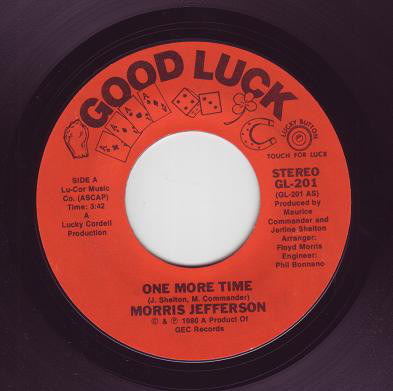 GOOD LUCK
LUCKY BUTTON
TOUCH FOR LUCK
SIDE A
Lu-Cor Music
Co. (ASCAP)
Time: 3:42
A
Lucky Cordell
Production
STEREO
GL-201
(GL-201 AS)
Produced by
Maurice
Commander and
Jerline Shelton
Arranger:
Floyd Morris
Engineer:
Phil Bonnano
ONE MORE TIME
(J. Shelton, M. Commander)
MORRIS JEFFERSON
© & ℗ 1980 A Product Of
GEC Records